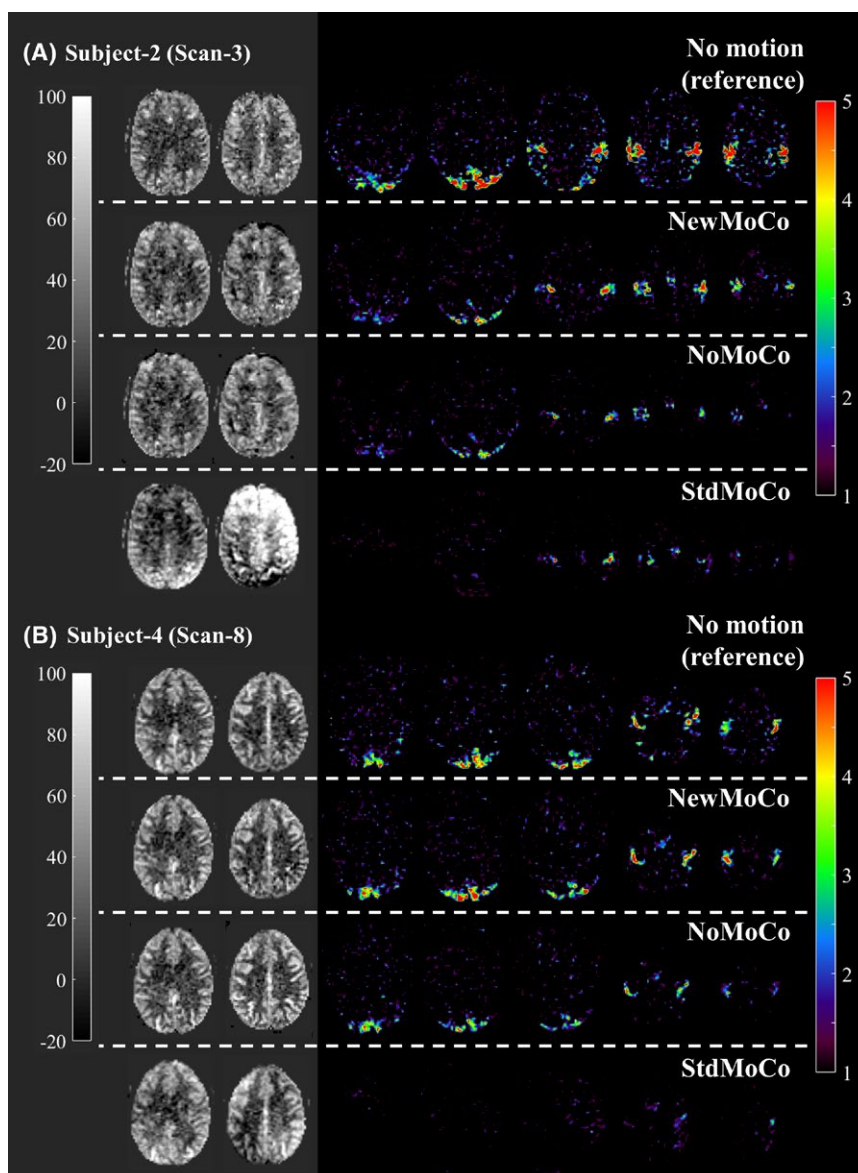 (A) Subject-2 (Scan-3)
No motion
(reference)
100
80
60
40
20
0
-20
5
4
3
2
1
NewMoCo
NoMoCo
StdMoCo
(B) Subject-4 (Scan-8)
No motion
(reference)
100
80
60
40
20
0
-20
5
4
3
2
1
NewMoCo
NoMoCo
StdMoCo